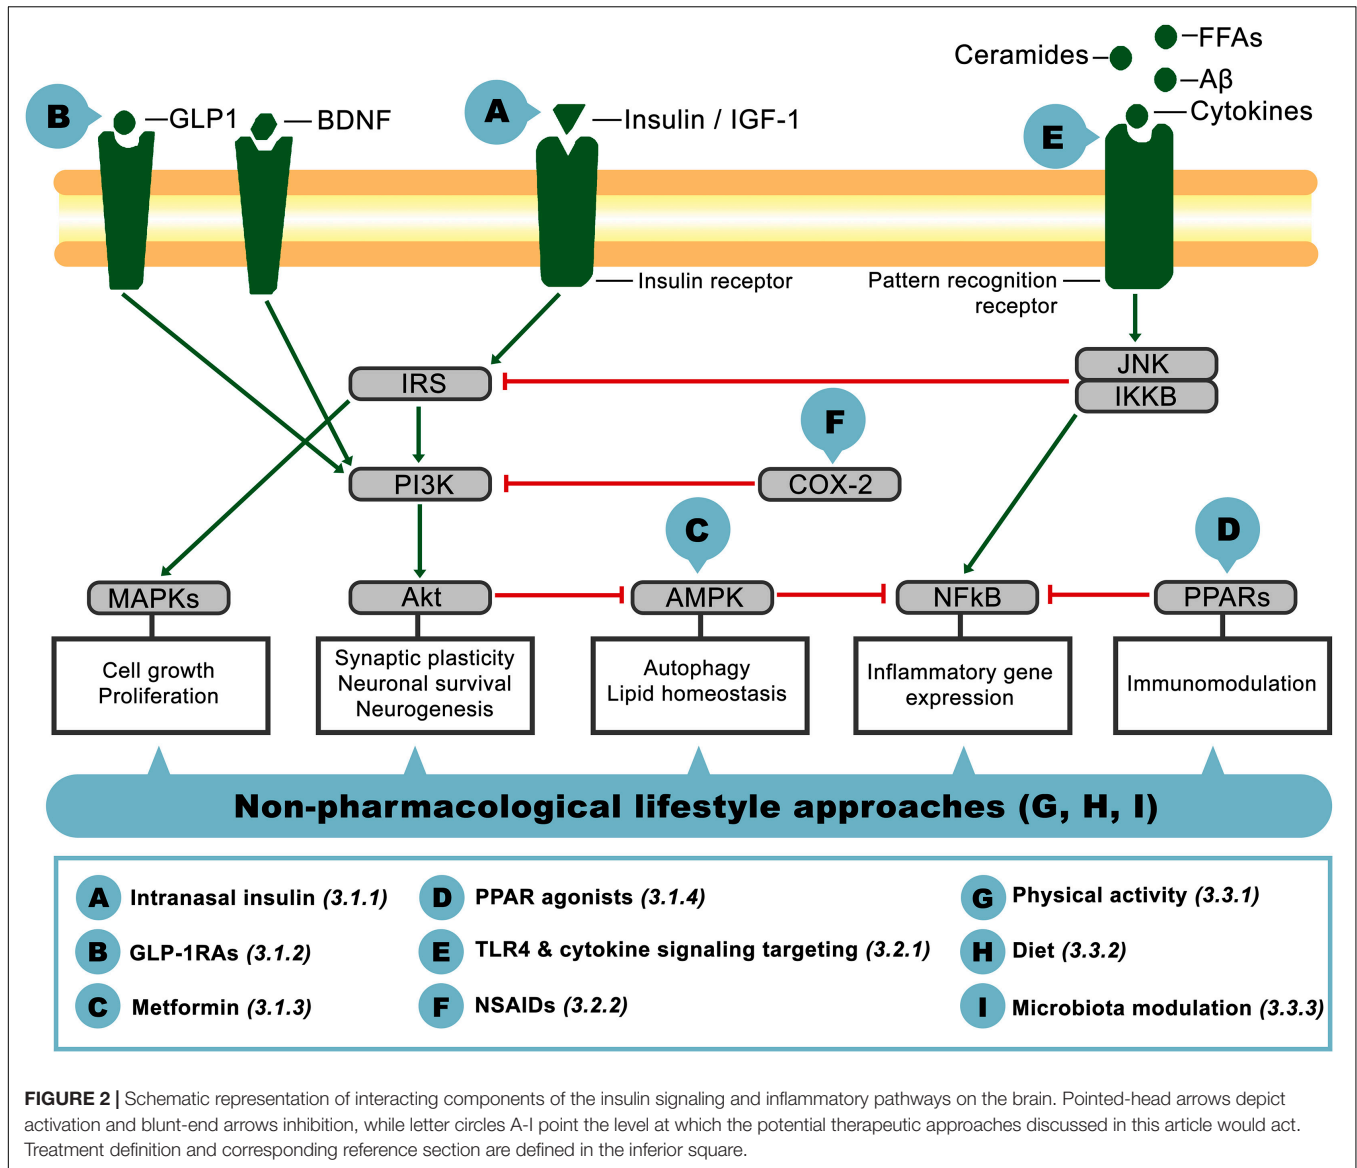 FFAs
Ceramides
Aβ
Cytokines
B
GLP1
BDNF
A
Insulin / IGF-1
E
Insulin receptor
Pattern recognition
receptor
JNK
IRS
IKKB
F
PI3K
COX-2
C
D
MAPKs
Akt
AMPK
NFkB
PPARs
Cell growth
Proliferation
Synaptic plasticity
Neuronal survival
Neurogenesis
Autophagy
Lipid homeostasis
Inflammatory gene
expression
Immunomodulation
Non-pharmacological lifestyle approaches (G, H, I)
A Intranasal insulin (3.1.1)
B GLP-1RAs (3.1.2)
C Metformin (3.1.3)
D PPAR agonists (3.1.4)
E TLR4 & cytokine signaling targeting (3.2.1)
F NSAIDs (3.2.2)
G Physical activity (3.3.1)
H Diet (3.3.2)
I Microbiota modulation (3.3.3)
FIGURE 2 | Schematic representation of interacting components of the insulin signaling and inflammatory pathways on the brain. Pointed-head arrows depict
activation and blunt-end arrows inhibition, while letter circles A-I point the level at which the potential therapeutic approaches discussed in this article would act.
Treatment definition and corresponding reference section are defined in the inferior square.